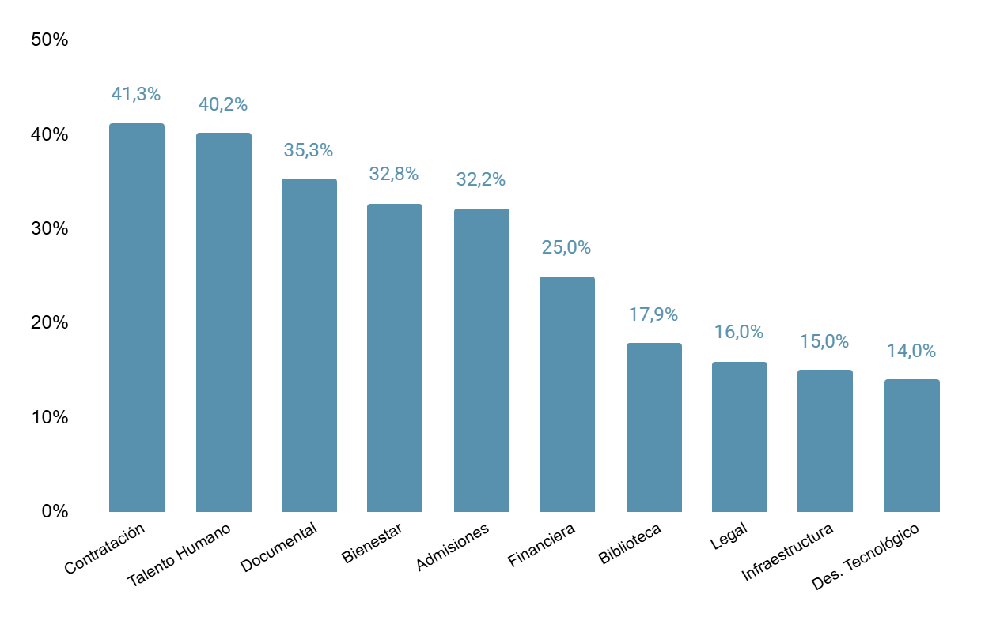 50%
41,3%
40,2%
40%
35,3%
32,8%
32,2%
30%
25,0%
20%
17,9%
16,0%
15,0%
14,0%
10%
0%
Contratación
Talento Humano
Documental
Bienestar
Admisiones
Financiera
Biblioteca
Legal
Infraestructura
Des. Tecnológico